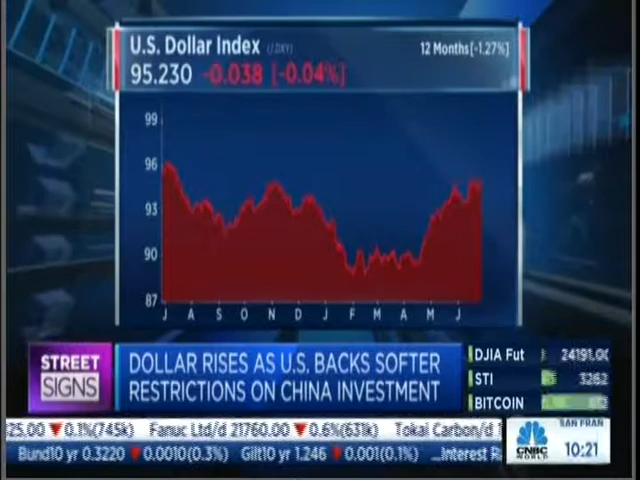 U.S. Dollar Index (/DXY)
12 Months [-1.27%]
95.230 -0.038 [-0.04%]
99
96
93
90
87
J A S O N D J F M A M J
STREET SIGNS
DOLLAR RISES AS U.S. BACKS SOFTER
RESTRICTIONS ON CHINA INVESTMENT
DJIA Fut 24191.00
STI 3262
BITCOIN
25.00 ▼0.1%(745k) Fanuc Ltd/d 21760.00 ▼0.6%(631k) Tokai Carbon/d
Bund10 yr 0.3220 ▼0.0010(0.3%) Gilt10 yr 1.246 ▼0.001(0.1%) ...Interest R
CNBC
WORLD
SAN FRAN
10:21